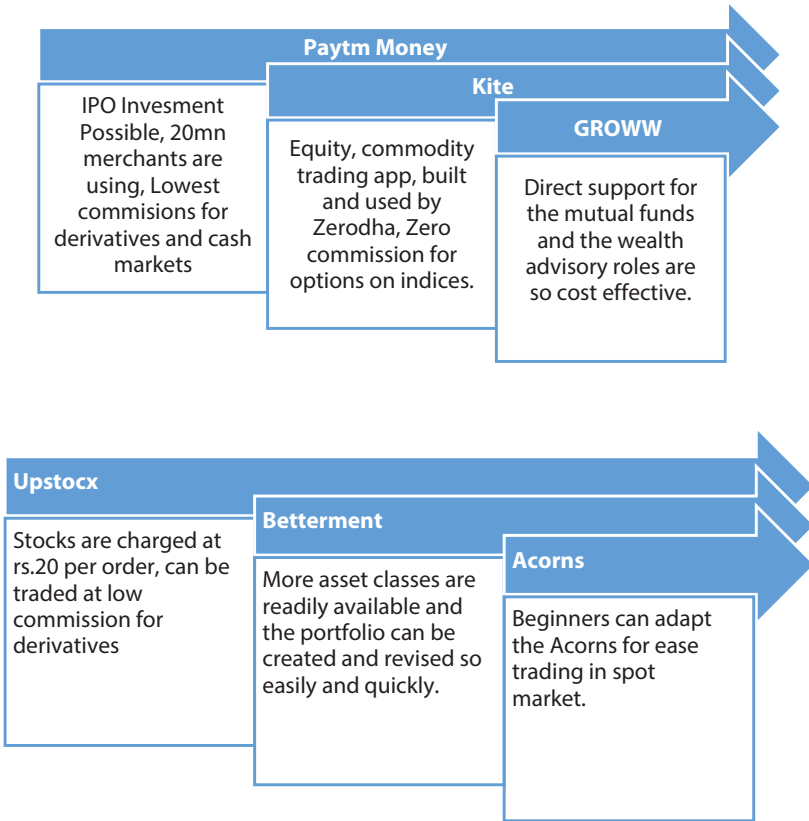 Paytm Money
IPO Invesment
Possible, 20mn
merchants are
using, Lowest
commisions for
derivatives and cash
markets
Kite
Equity, commodity
trading app, built
and used by
Zerodha, Zero
commission for
options on indices.
GROWW
Direct support for
the mutual funds
and the wealth
advisory roles are
so cost effective.
Upstocx
Stocks are charged at
rs.20 per order, can be
traded at low
commission for
derivatives
Betterment
More asset classes are
readily available and
the portfolio can be
created and revised so
easily and quickly.
Acorns
Beginners can adapt
the Acorns for ease
trading in spot
market.